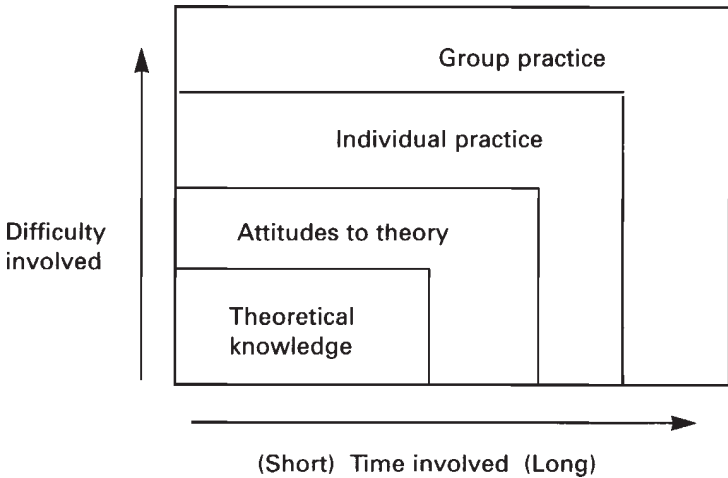 Group practice
Individual practice
Difficulty
involved
Attitudes to theory
Theoretical
knowledge
(Short) Time involved (Long)